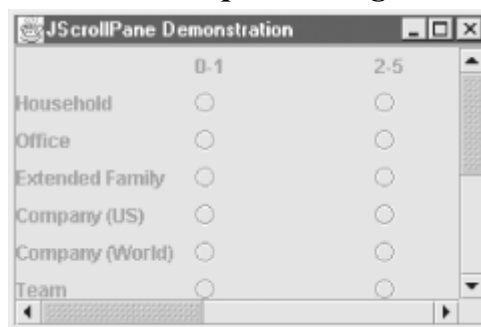 JScrollPane Demonstration
0-1 2-5
Household
Office
Extended Family
Company (US)
Company (World)
Team